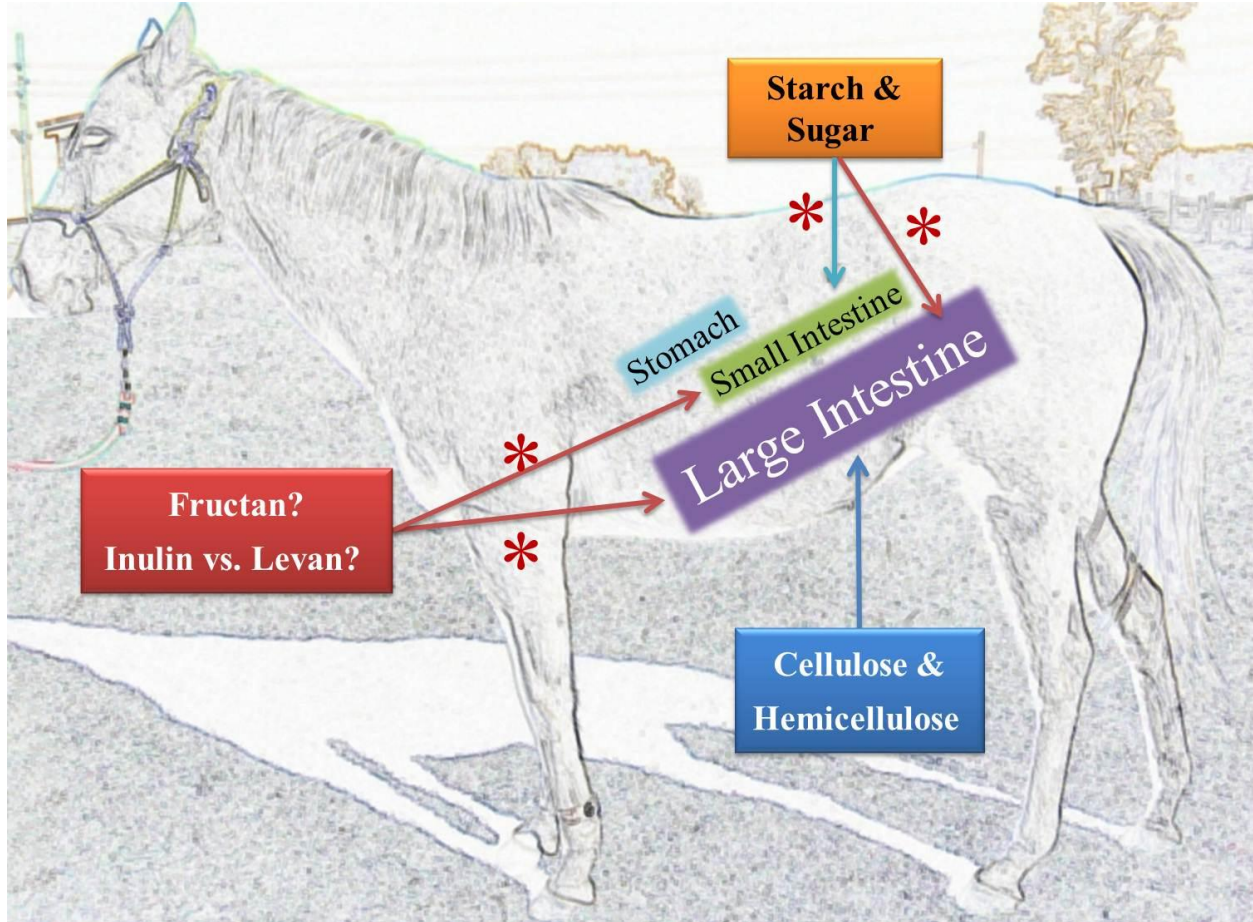 Starch &
Sugar
*
*
Stomach
Small Intestine
Large Intestine
*
*
Fructan?
Inulin vs. Levan?
Cellulose &
Hemicellulose